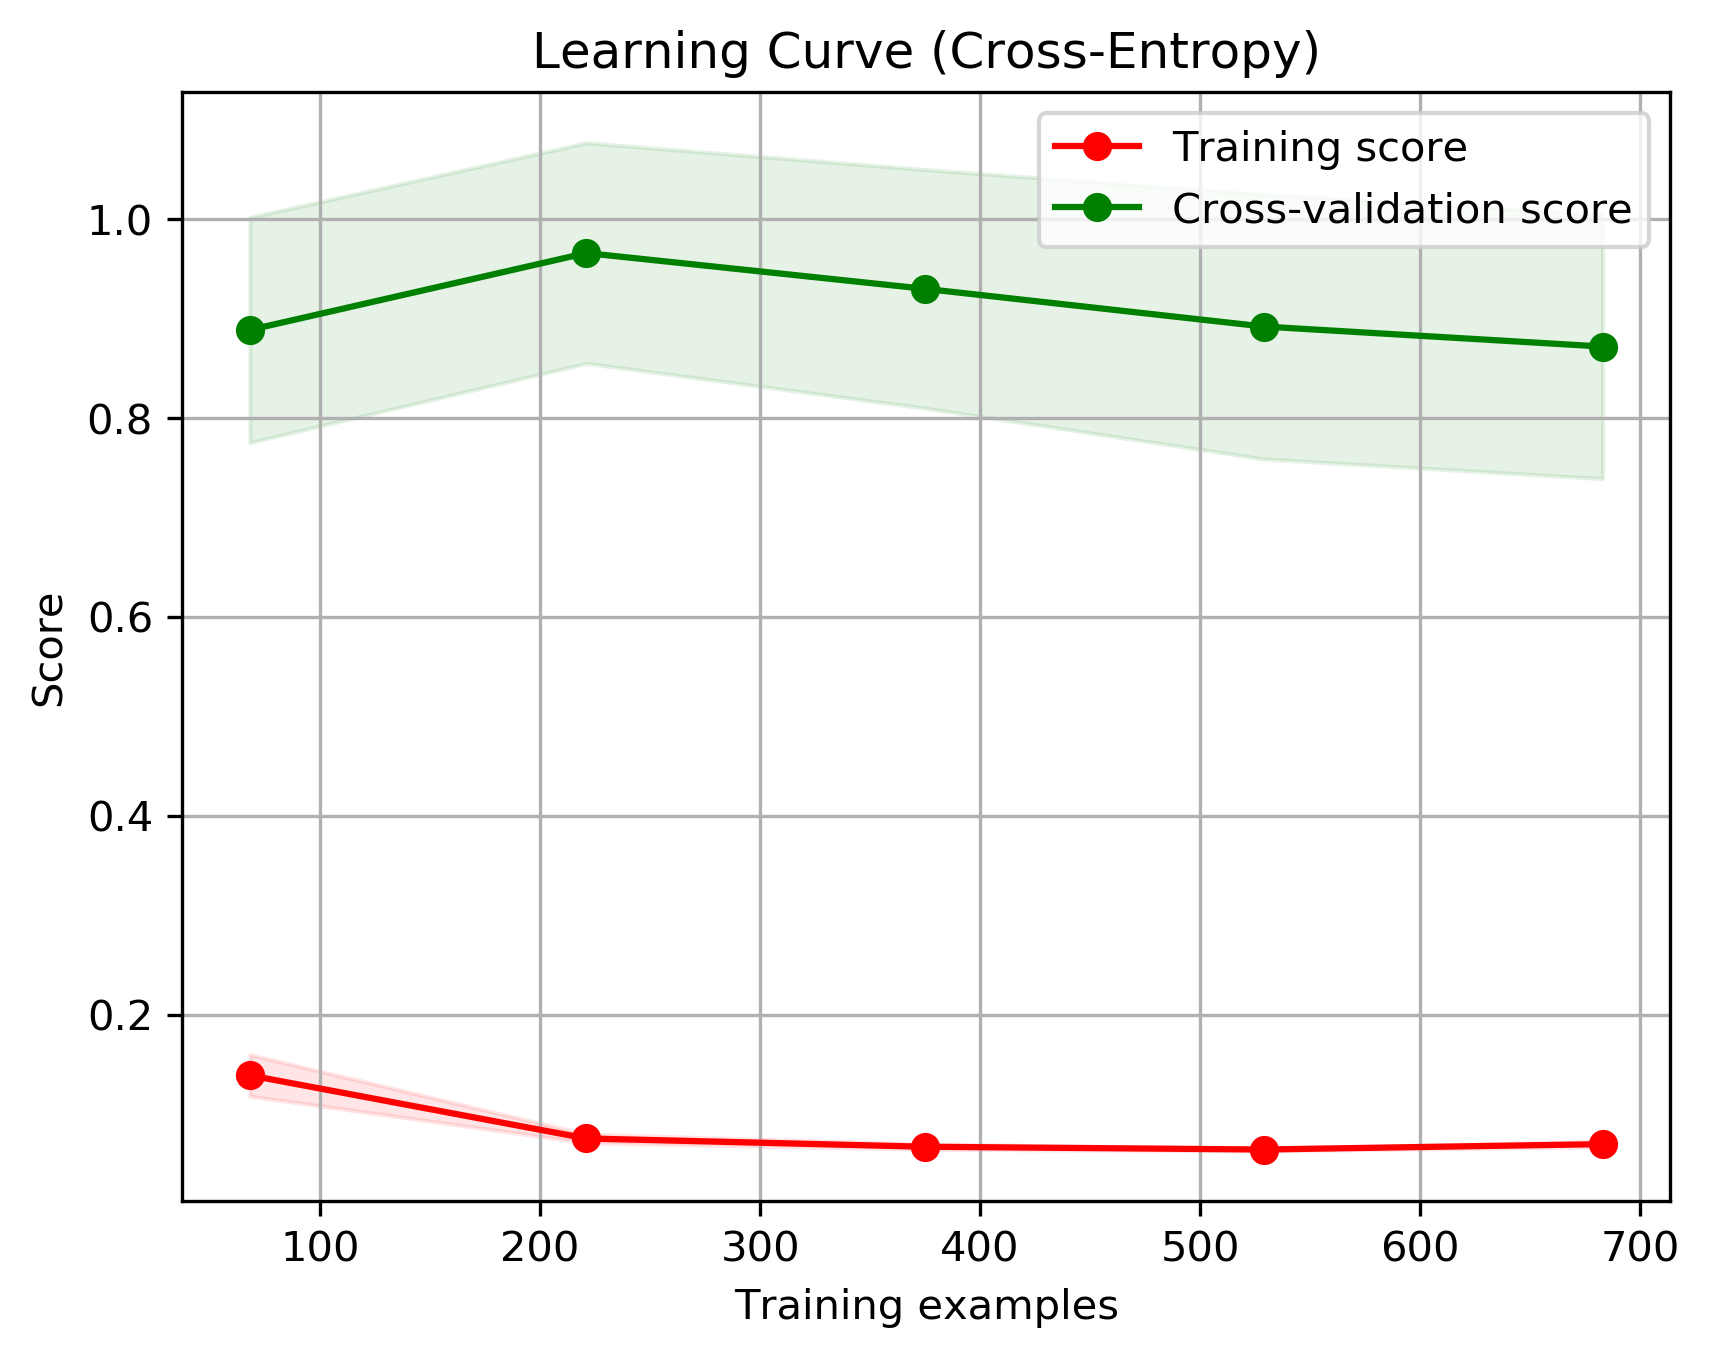 Learning Curve (Cross-Entropy)
Training score
Cross-validation score
1.0
0.8
0.6
0.4
0.2
Score
100 200 300 400 500 600 700
Training examples